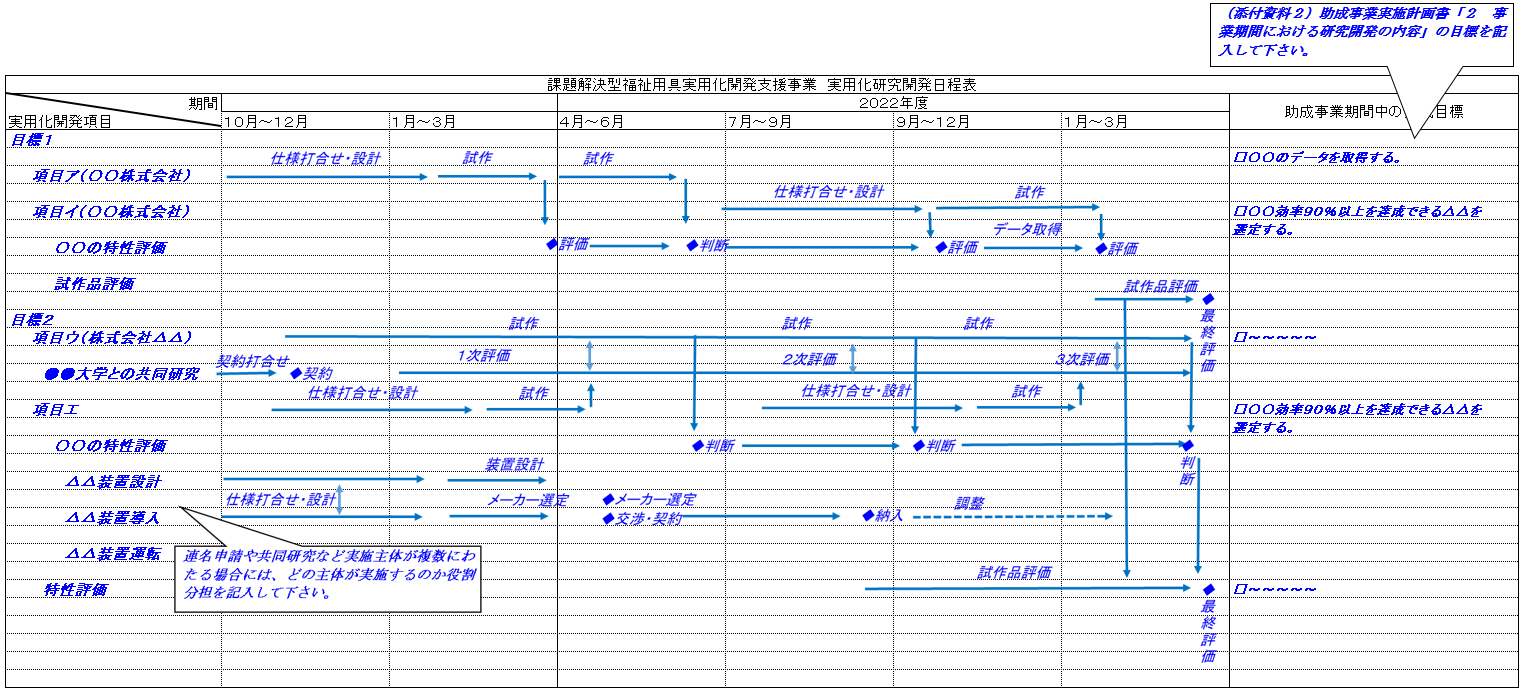 （添付資料２）助成事業実施計画書「２　事
業期間における研究開発の内容」の目標を記
入して下さい。
課題解決型福祉用具実用化開発支援事業　実用化研究開発日程表
期間
実用化開発項目
2022年度
助成事業期間中の
目標
10月～12月
1月～3月
4月～6月
7月～9月
9月～12月
1月～3月
目標１
仕様打合せ・設計
試作
試作
□○○のデータを取得する。
項目ア（○○株式会社）
仕様打合せ・設計
試作
項目イ（○○株式会社）
□○○効率90％以上を達成できる△△を
選定する。
データ取得
○○の特性評価
◆評価
◆判断
◆評価
◆評価
試作品評価
試作品評価
◆
最終評価
目標２
試作
試作
試作
項目ウ（株式会社△△）
□～～～～～
契約打合せ
1次評価
2次評価
3次評価
●●大学との共同研究
◆契約
仕様打合せ・設計
試作
仕様打合せ・設計
試作
項目エ
□○○効率90％以上を達成できる△△を
選定する。
○○の特性評価
◆判断
◆判断
◆
判断
装置設計
△△装置設計
仕様打合せ・設計
メーカー選定
◆メーカー選定
調整
△△装置導入
◆交渉・契約
◆納入
△△装置運転
連名申請や共同研究など実施主体が複数にわ
たる場合には、どの主体が実施するのか役割
分担を記入して下さい。
試作品評価
特性評価
◆
最終評価
□～～～～～